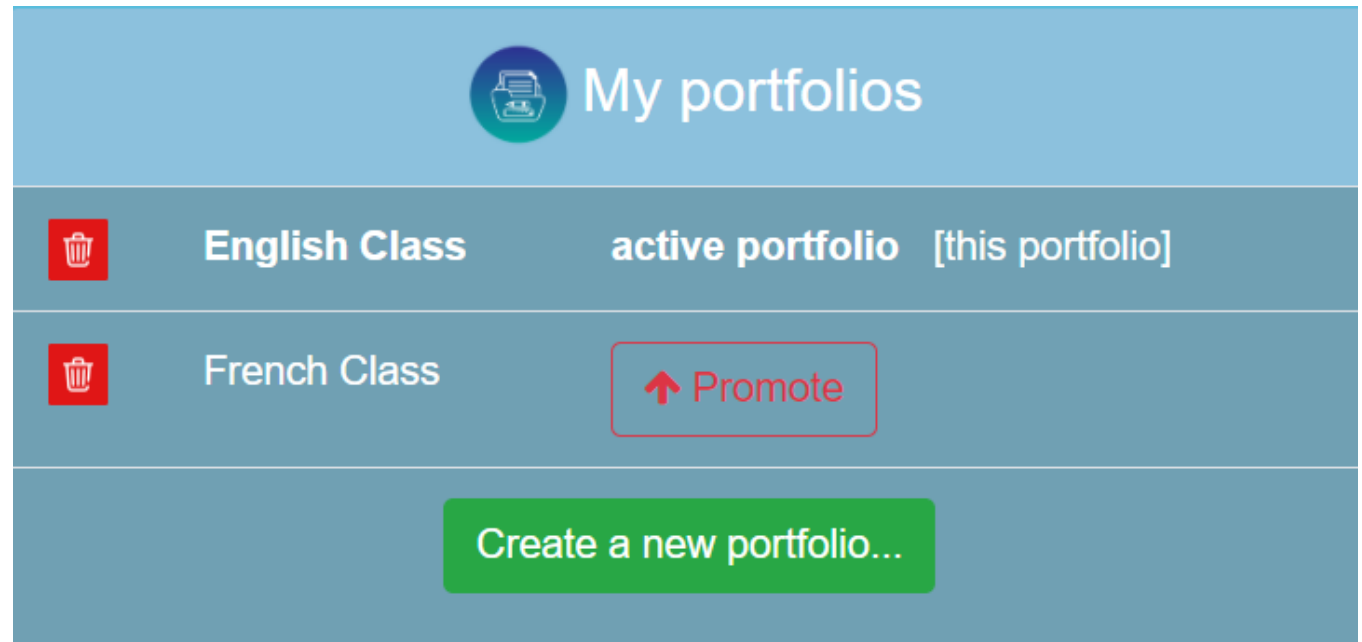 My portfolios
English Class active portfolio [this portfolio]
French Class Promote
Create a new portfolio...